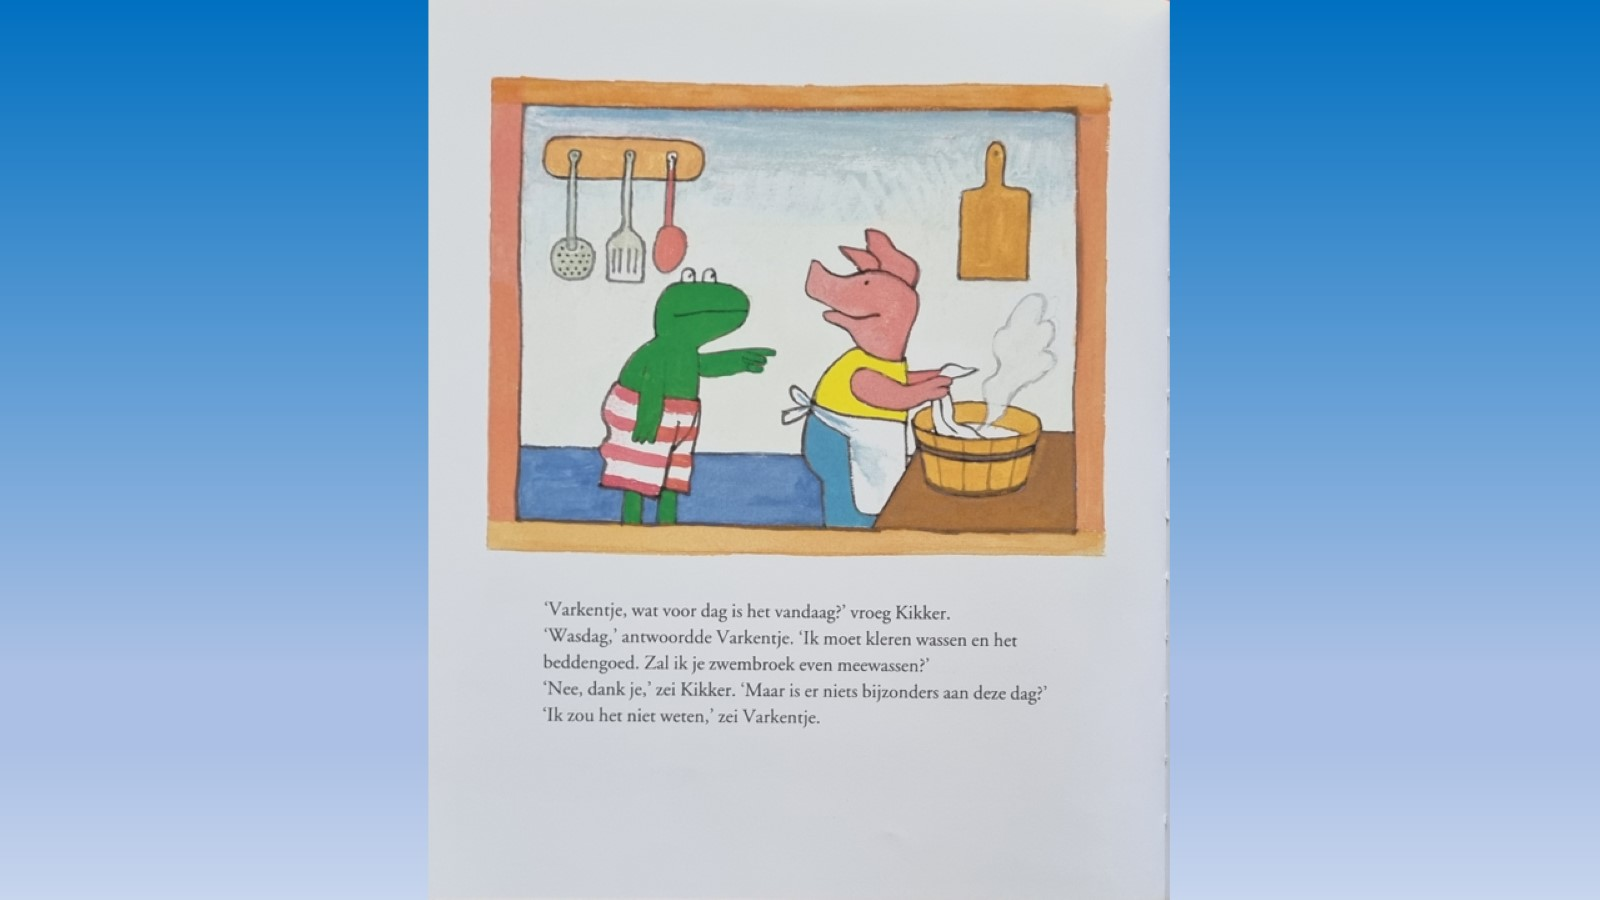 ‘Varkentje, wat voor dag is het vandaag?’ vroeg Kikker.
‘Wasdag,’ antwoordde Varkentje. ‘Ik moet kleren wassen en het
beddengoed. Zal ik je zwembroek even meewassen?’
‘Nee, dank je,’ zei Kikker. ‘Maar is er niets bijzonders aan deze dag?’
‘Ik zou het niet weten,’ zei Varkentje.